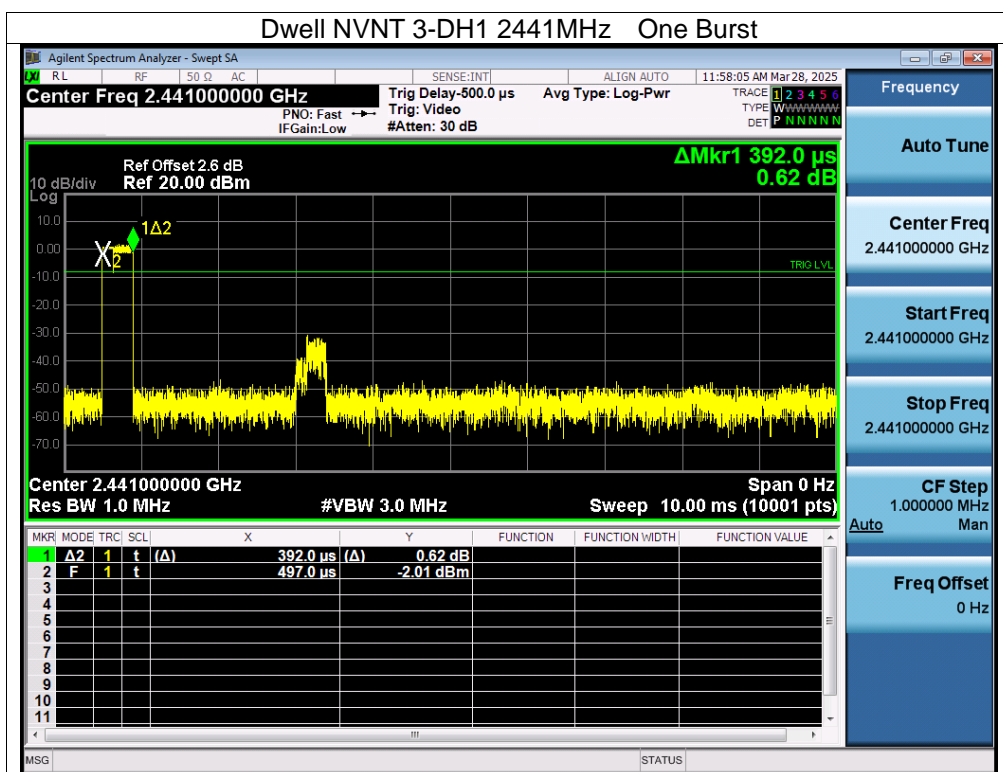 Dwell NVNT 3-DH1 2441MHz One Burst
Agilent Spectrum Analyzer - Swept SA
LXI RL RF 50 Ω AC SENSE:INT ALIGN AUTO 11:58:05 AM Mar 28, 2025
Center Freq 2.441000000 GHz Trig Delay-500.0 µs Avg Type: Log-Pwr TRACE 1 2 3 4 5 6
PNO: Fast Trig: Video TYPE WWWWWW
IFGain:Low #Atten: 30 dB DET P N N N N N
ΔMkr1 392.0 µs
0.62 dB
Ref Offset 2.6 dB
10 dB/div Ref 20.00 dBm
Log
10.0
1Δ2
0.00
X2
TRIG LVL
-10.0
-20.0
-30.0
-40.0
-50.0
-60.0
-70.0
Center 2.441000000 GHz Span 0 Hz
Res BW 1.0 MHz #VBW 3.0 MHz Sweep 10.00 ms (10001 pts)
MKR MODE TRC SCL X Y FUNCTION FUNCTION WIDTH FUNCTION VALUE
1 Δ2 1 t (Δ) 392.0 µs (Δ) 0.62 dB
2 F 1 t 497.0 µs -2.01 dBm
3
4
5
6
7
8
9
10
11
MSG STATUS
Frequency
Auto Tune
Center Freq
2.441000000 GHz
Start Freq
2.441000000 GHz
Stop Freq
2.441000000 GHz
CF Step
1.000000 MHz
Auto Man
Freq Offset
0 Hz